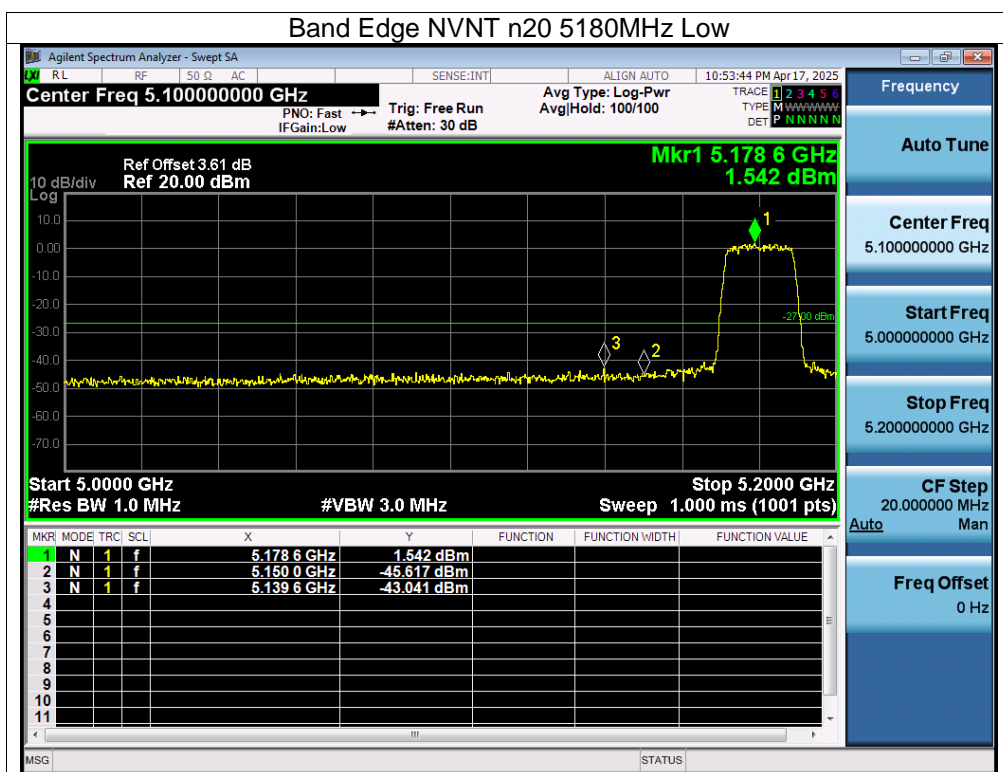 Band Edge NVNT n20 5180MHz Low
Agilent Spectrum Analyzer - Swept SA
LXI RL RF 50 Ω AC SENSE:INT ALIGN AUTO 10:53:44 PM Apr 17, 2025
Center Freq 5.100000000 GHz
PNO: Fast
IFGain:Low
Trig: Free Run
#Atten: 30 dB
Avg Type: Log-Pwr
Avg|Hold: 100/100
TRACE 1 2 3 4 5 6
TYPE M WWWWW
DET P N N N N N
Mkr1 5.178 6 GHz
1.542 dBm
Ref Offset 3.61 dB
10 dB/div Ref 20.00 dBm
Log
10.0
0.00
-10.0
-20.0
-30.0
-40.0
-50.0
-60.0
-70.0
1
-27.00 dBm
3
2
Start 5.0000 GHz Stop 5.2000 GHz
#Res BW 1.0 MHz #VBW 3.0 MHz Sweep 1.000 ms (1001 pts)
MKR MODE TRC SCL X Y FUNCTION FUNCTION WIDTH FUNCTION VALUE
1 N 1 f 5.178 6 GHz 1.542 dBm
2 N 1 f 5.150 0 GHz -45.617 dBm
3 N 1 f 5.139 6 GHz -43.041 dBm
4
5
6
7
8
9
10
11
MSG STATUS
Frequency
Auto Tune
Center Freq
5.100000000 GHz
Start Freq
5.000000000 GHz
Stop Freq
5.200000000 GHz
CF Step
20.000000 MHz
Auto Man
Freq Offset
0 Hz